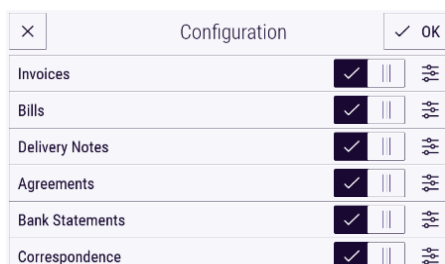 Configuration
OK
Invoices
Bills
Delivery Notes
Agreements
Bank Statements
Correspondence